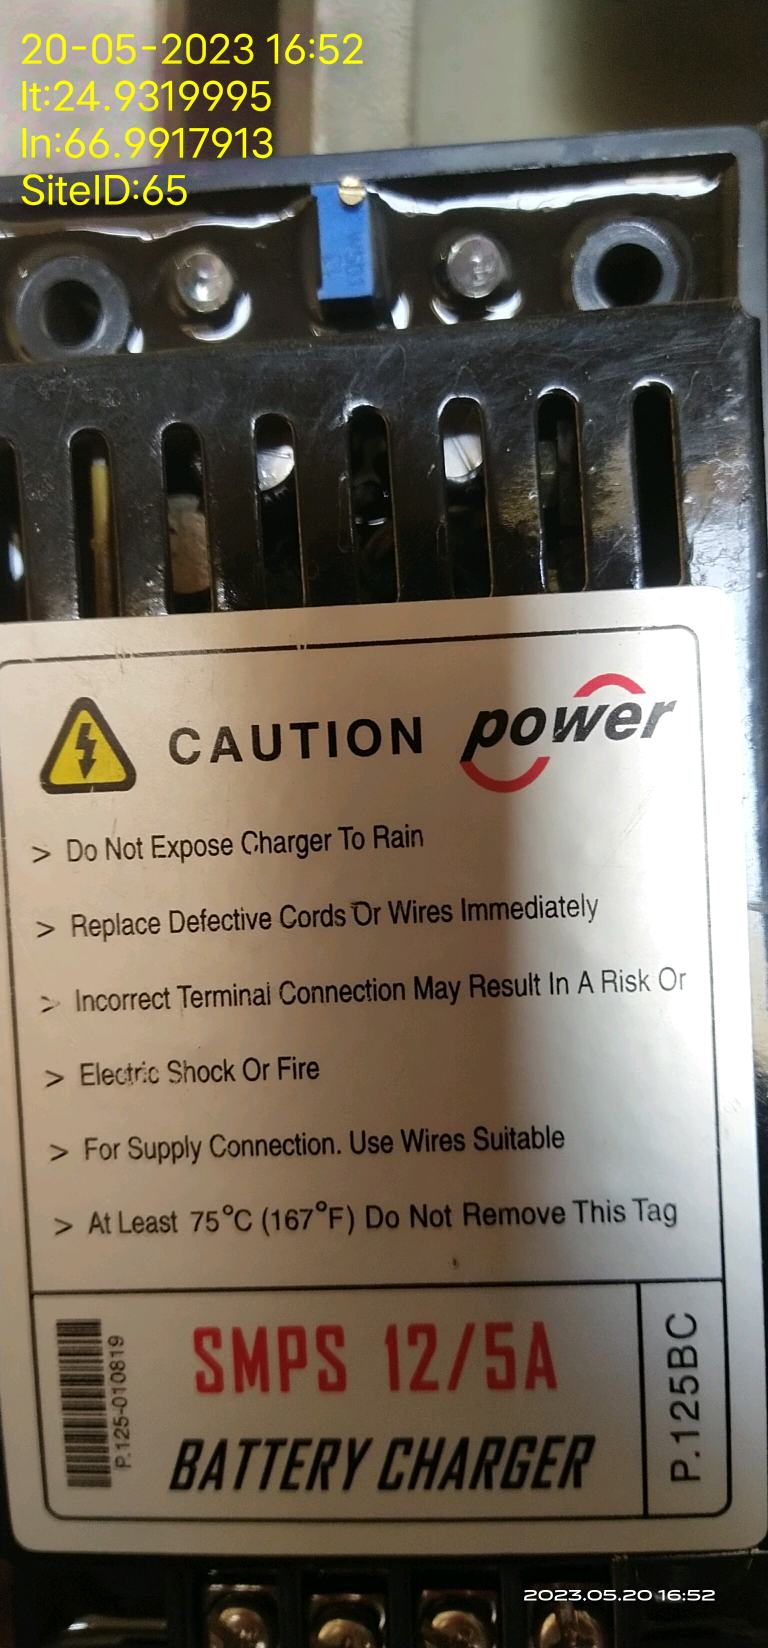 20-05-2023 16:52
lt:24.9319995
ln:66.9917913
SiteID:65
CAUTION power
> Do Not Expose Charger To Rain
> Replace Defective Cords Or Wires Immediately
> Incorrect Terminal Connection May Result In A Risk Or
> Electric Shock Or Fire
> For Supply Connection. Use Wires Suitable
> At Least 75°C (167°F) Do Not Remove This Tag
P.125-010819
SMPS 12/5A
BATTERY CHARGER
P.125BC
2023.05.20 16:52